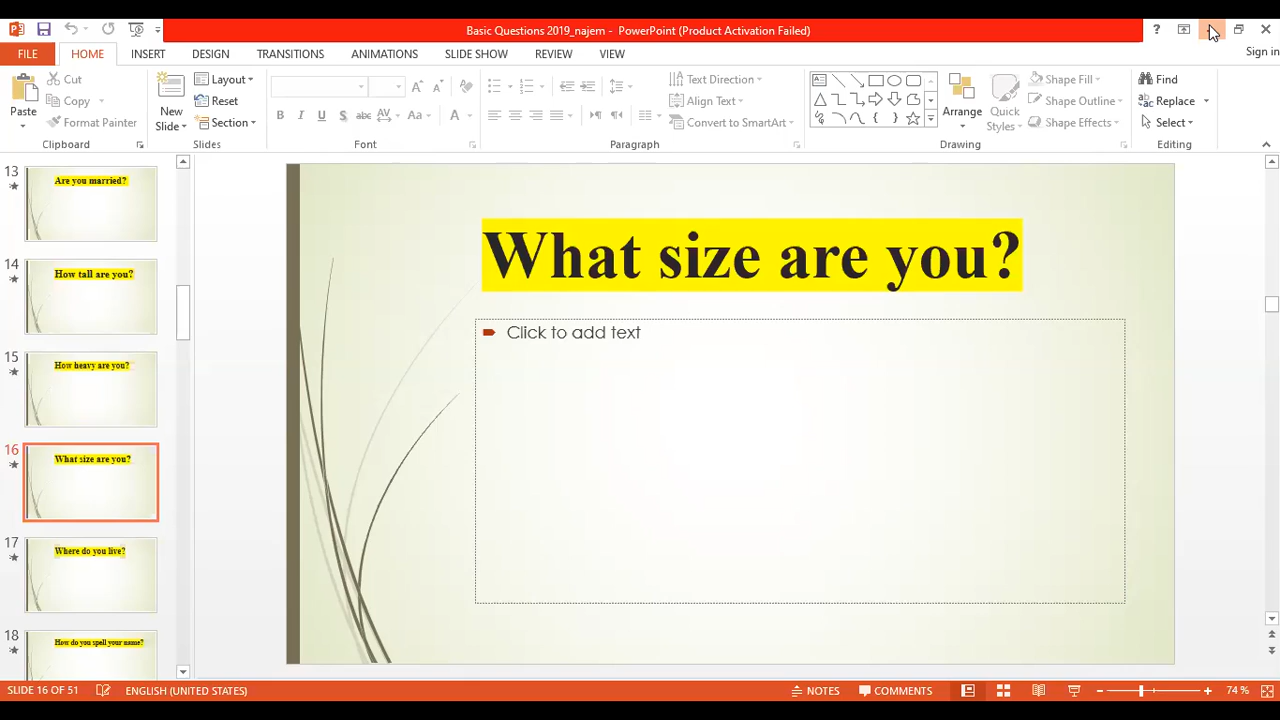 Basic Questions 2019_najem - PowerPoint (Product Activation Failed)
?
Sign in
FILE
HOME
INSERT
DESIGN
TRANSITIONS
ANIMATIONS
SLIDE SHOW
REVIEW
VIEW
Paste
Cut
Copy
Format Painter
Clipboard
New
Slide
Layout
Reset
Section
Slides
B I U S abc AV Aa A
Font
Text Direction
Align Text
Convert to SmartArt
Paragraph
Arrange
Quick
Styles
Shape Fill
Shape Outline
Shape Effects
Drawing
Find
Replace
Select
Editing
13
Are you married?
14
How tall are you?
15
How heavy are you?
16
What size are you?
17
Where do you live?
18
How do you spell your name?
What size are you?
Click to add text
SLIDE 16 OF 51
ENGLISH (UNITED STATES)
NOTES
COMMENTS
74 %